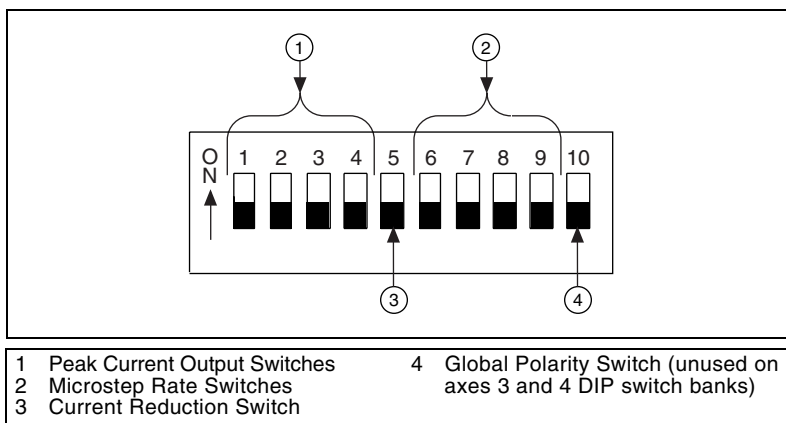 1 2
O
N
1 2 3 4 5 6 7 8 9 10
3 4
1 Peak Current Output Switches
2 Microstep Rate Switches
3 Current Reduction Switch
4 Global Polarity Switch (unused on
axes 3 and 4 DIP switch banks)